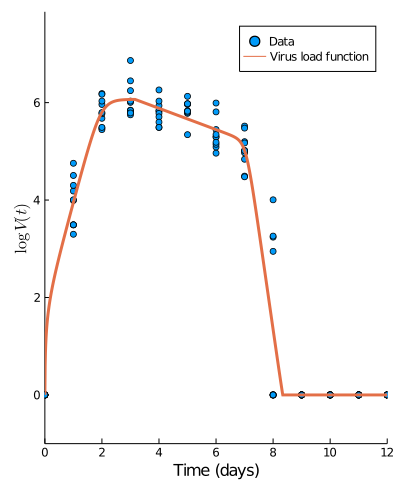 Data
Virus load function
6
4
2
0
log V(t)
0 2 4 6 8 10 12
Time (days)